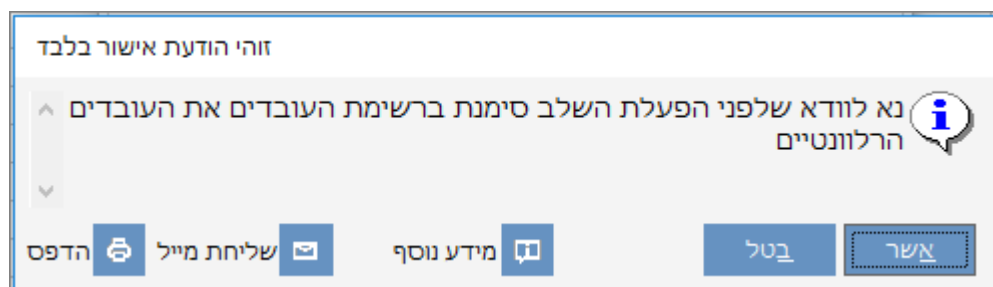 זוהי הודעת אישור בלבד
נא לוודא שלפני הפעלת השלב סימנת ברשימת העובדים את העובדים
הרלוונטיים
אשר
בטל
מידע נוסף
שליחת מייל
הדפס